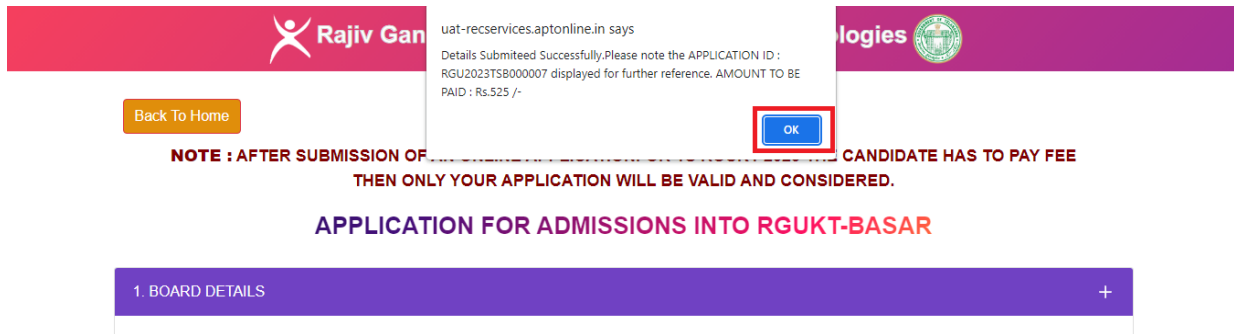 Rajiv Gan
logies
uat-recservices.aptonline.in says
Details Submiteed Successfully.Please note the APPLICATION ID :
RGU2023TSB000007 displayed for further reference. AMOUNT TO BE
PAID : Rs.525 /-
OK
Back To Home
NOTE : AFTER SUBMISSION OF CANDIDATE HAS TO PAY FEE
THEN ONLY YOUR APPLICATION WILL BE VALID AND CONSIDERED.
APPLICATION FOR ADMISSIONS INTO RGUKT-BASAR
1. BOARD DETAILS +